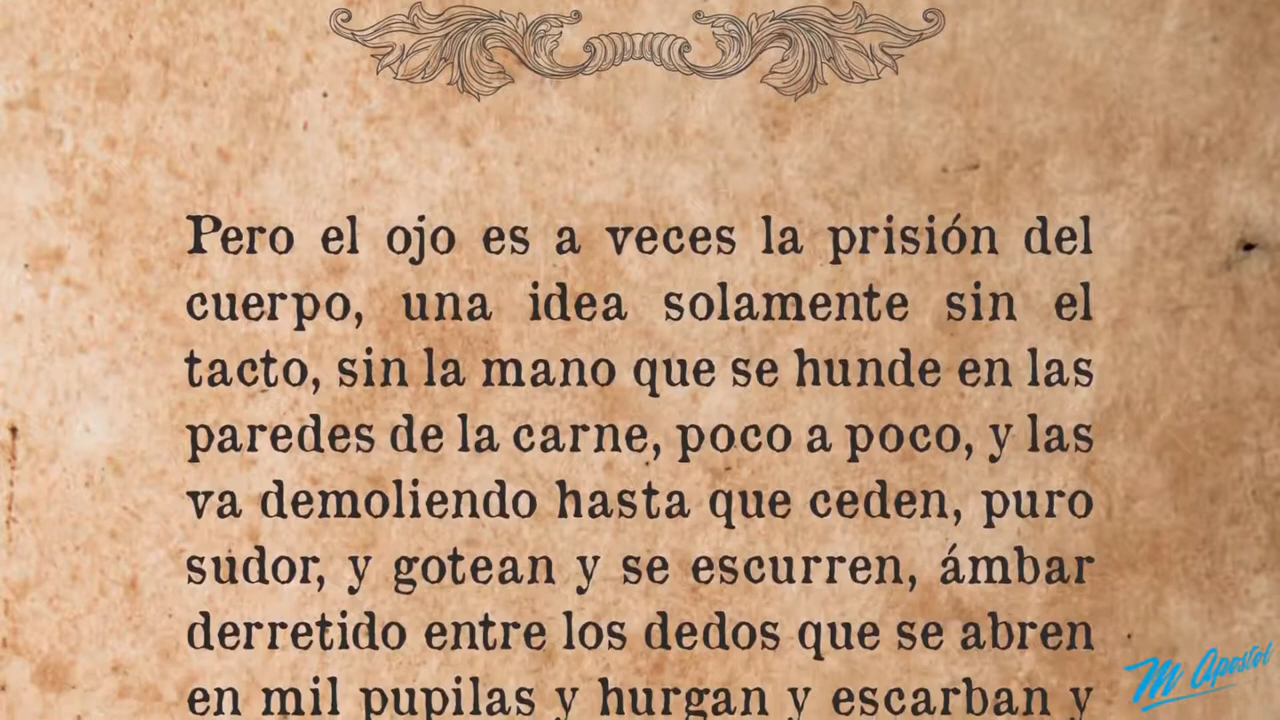 Pero el ojo es a veces la prisión del
cuerpo, una idea solamente sin el
tacto, sin la mano que se hunde en las
paredes de la carne, poco a poco, y las
va demoliendo hasta que ceden, puro
sudor, y gotean y se escurren, ámbar
derretido entre los dedos que se abren
en mil pupilas y hurgan y escarban y
M Apostol